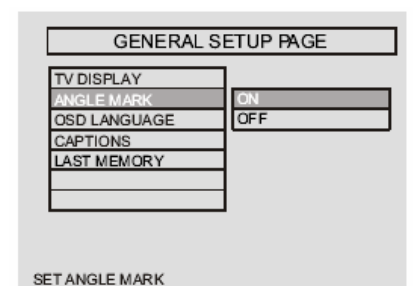 GENERAL SETUP PAGE
TV DISPLAY
ANGLE MARK ON
OSD LANGUAGE OFF
CAPTIONS
LAST MEMORY
SET ANGLE MARK